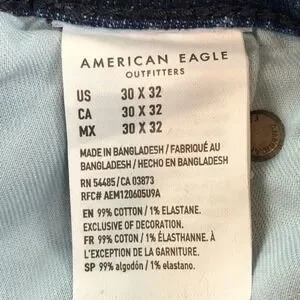 AMERICAN EAGLE
OUTFITTERS
US 30 X 32
CA 30 X 32
MX 30 X 32
MADE IN BANGLADESH / FABRIQUÉ AU
BANGLADESH / HECHO EN BANGLADESH
RN 54485/CA 03873
RFC# AEM120605U9A
EN 99% COTTON / 1% ELASTANE.
EXCLUSIVE OF DECORATION.
FR 99% COTON / 1% ÉLASTHANNE. À
L'EXCEPTION DE LA GARNITURE.
SP 99% algodón / 1% elastano.